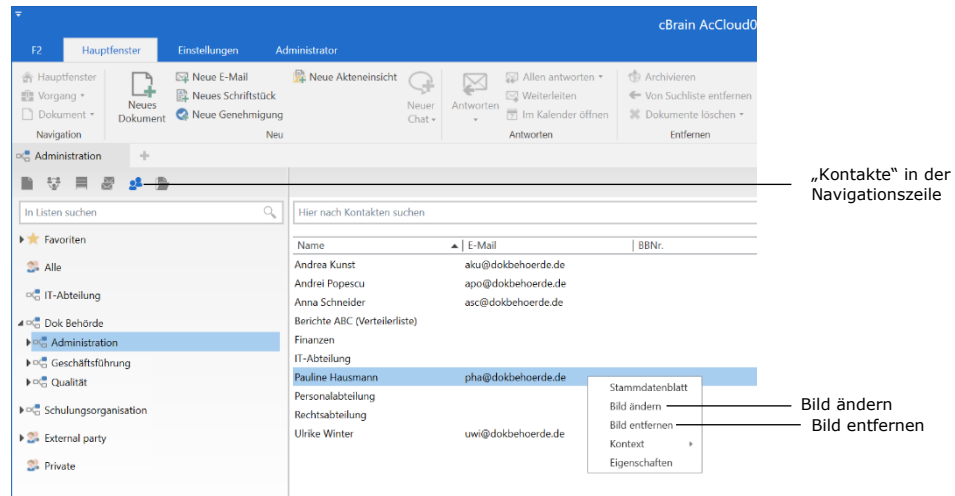 cBrain AcCloud0
F2 Hauptfenster Einstellungen Administrator
Hauptfenster
Vorgang
Dokument
Navigation
Neues
Dokument
Neue E-Mail
Neues Schriftstück
Neue Genehmigung
Neue Akteneinsicht
Neu
Neuer
Chat
Antworten
Allen antworten
Weiterleiten
Im Kalender öffnen
Antworten
Archivieren
Von Suchliste entfernen
Dokumente löschen
Entfernen
Administration
„Kontakte“ in der
Navigationszeile
In Listen suchen
Favoriten
Alle
IT-Abteilung
Dok Behörde
Administration
Geschäftsführung
Qualität
Schulungsorganisation
External party
Private
Hier nach Kontakten suchen
Name E-Mail BBNr.
Andrea Kunst aku@dokbehoerde.de
Andrei Popescu apo@dokbehoerde.de
Anna Schneider asc@dokbehoerde.de
Berichte ABC (Verteilerliste)
Finanzen
IT-Abteilung
Pauline Hausmann pha@dokbehoerde.de
Personalabteilung
Rechtsabteilung
Ulrike Winter uwi@dokbehoerde.de
Stammdatenblatt
Bild ändern
Bild entfernen
Kontext
Eigenschaften
Bild ändern
Bild entfernen